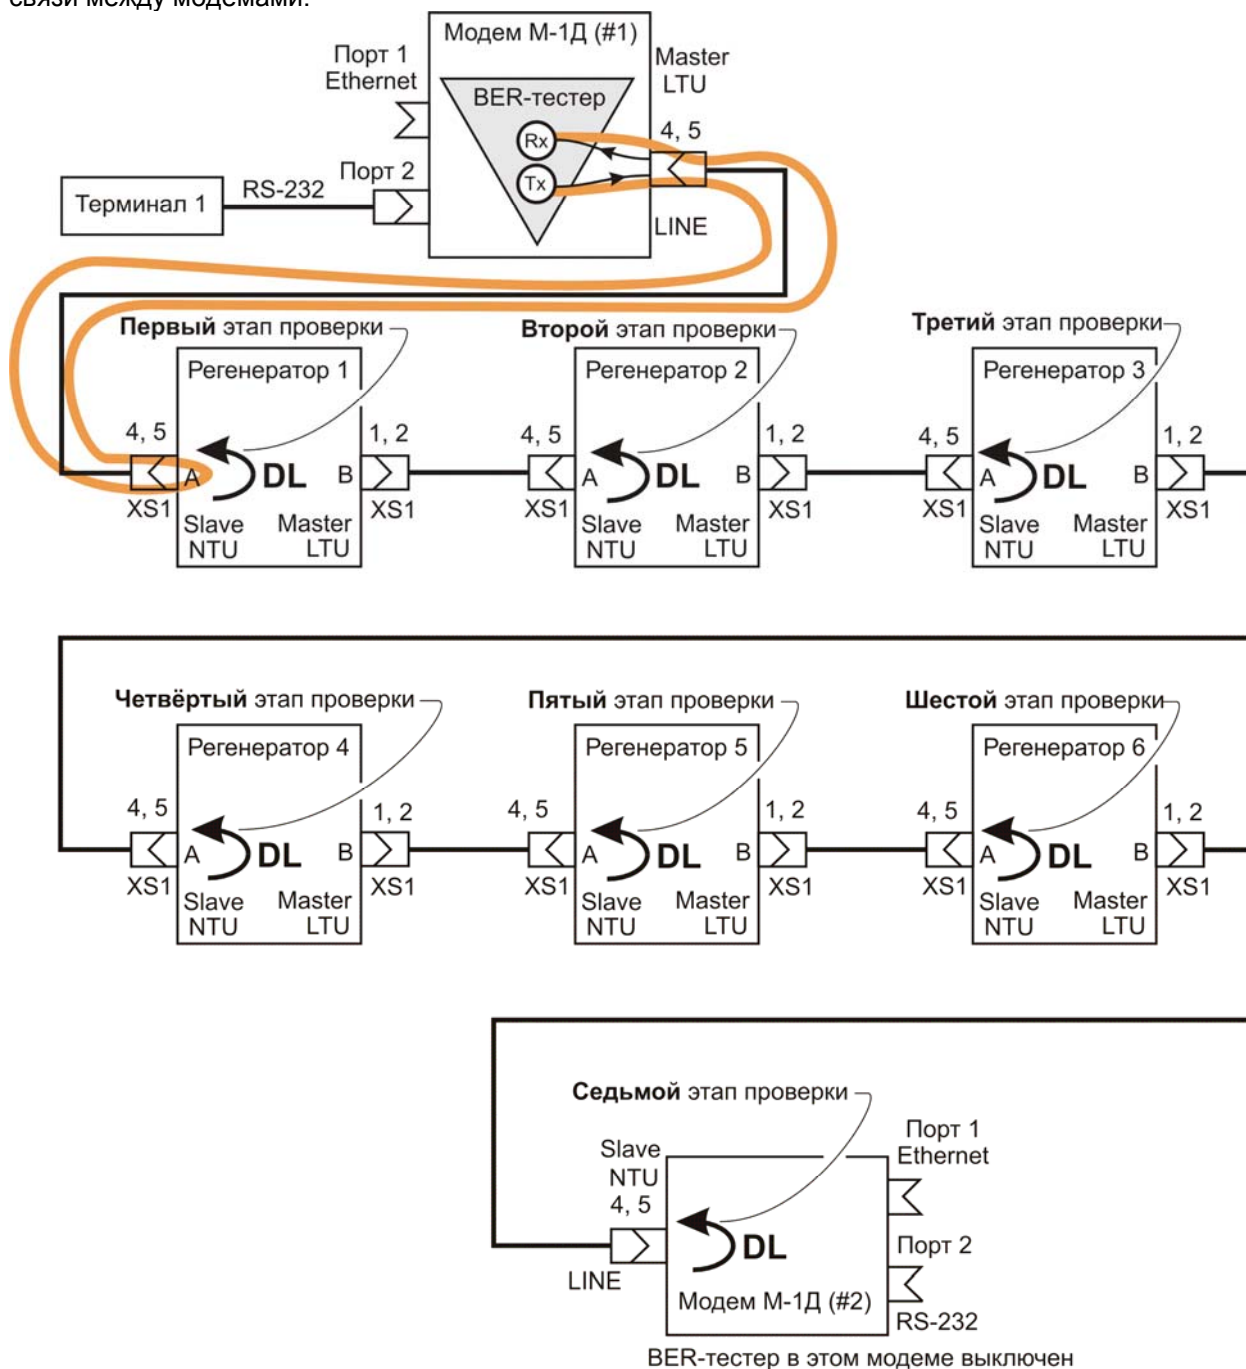 связи между модемами.
Модем М-1Д (#1)
Порт 1
Ethernet
Master
LTU
BER-тестер
Rx
4, 5
Tx
Порт 2
RS-232
Терминал 1
LINE
Первый этап проверки
Второй этап проверки
Третий этап проверки
Регенератор 1
Регенератор 2
Регенератор 3
4, 5
1, 2
4, 5
1, 2
4, 5
1, 2
A
DL
B
A
DL
B
A
DL
B
XS1
XS1
XS1
XS1
XS1
XS1
Slave
NTU
Master
LTU
Slave
NTU
Master
LTU
Slave
NTU
Master
LTU
Четвёртый этап проверки
Пятый этап проверки
Шестой этап проверки
Регенератор 4
Регенератор 5
Регенератор 6
4, 5
1, 2
4, 5
1, 2
4, 5
1, 2
A
DL
B
A
DL
B
A
DL
B
XS1
XS1
XS1
XS1
XS1
XS1
Slave
NTU
Master
LTU
Slave
NTU
Master
LTU
Slave
NTU
Master
LTU
Седьмой этап проверки
Slave
NTU
4, 5
Порт 1
Ethernet
DL
Порт 2
LINE
Модем М-1Д (#2)
RS-232
BER-тестер в этом модеме выключен